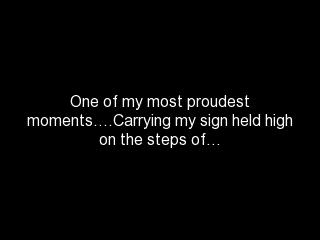 One of my most proudest
moments....Carrying my sign held high
on the steps of...